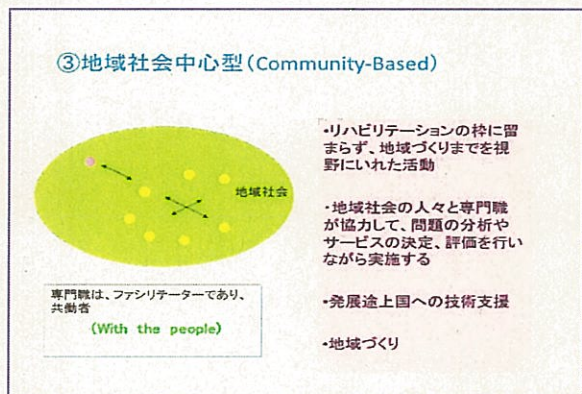 ③地域社会中心型(Community-Based)
地域社会
専門職は、ファシリテーターであり、
共働者
(With the people)
•リハビリテーションの枠に留
まらず、地域づくりまでを視
野にいれた活動
・地域社会の人々と専門職
が協力して、問題の分析や
サービスの決定、評価を行い
ながら実施する
•発展途上国への技術支援
•地域づくり